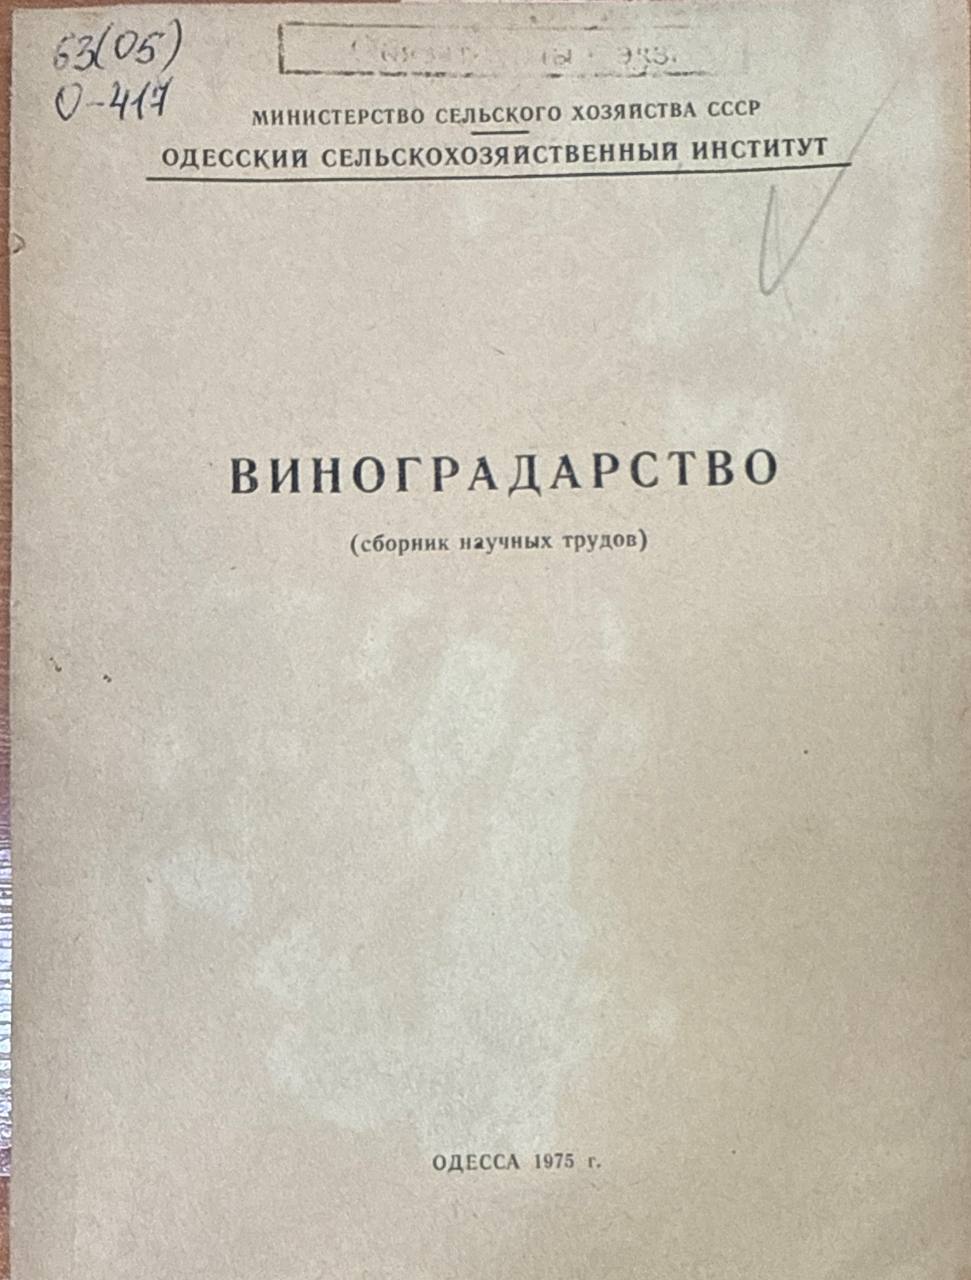 63(05)
О-417
МИНИСТЕРСТВО СЕЛЬСКОГО ХОЗЯЙСТВА СССР
ОДЕССКИЙ СЕЛЬСКОХОЗЯЙСТВЕННЫЙ ИНСТИТУТ
ВИНОГРАДАРСТВО
(сборник научных трудов)
ОДЕССА 1975 г.